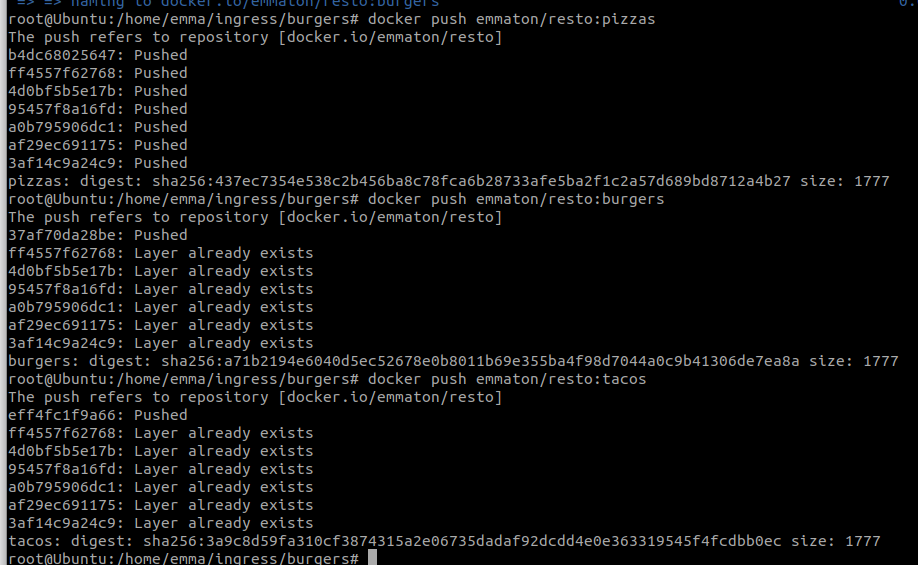 => => naming to docker.io/emmaton/resto:burgers 0.
root@Ubuntu:/home/emma/ingress/burgers# docker push emmaton/resto:pizzas
The push refers to repository [docker.io/emmaton/resto]
b4dc68025647: Pushed
ff4557f62768: Pushed
4d0bf5b5e17b: Pushed
95457f8a16fd: Pushed
a0b795906dc1: Pushed
af29ec691175: Pushed
3af14c9a24c9: Pushed
pizzas: digest: sha256:437ec7354e538c2b456ba8c78fca6b28733afe5ba2f1c2a57d689bd8712a4b27 size: 1777
root@Ubuntu:/home/emma/ingress/burgers# docker push emmaton/resto:burgers
The push refers to repository [docker.io/emmaton/resto]
37af70da28be: Pushed
ff4557f62768: Layer already exists
4d0bf5b5e17b: Layer already exists
95457f8a16fd: Layer already exists
a0b795906dc1: Layer already exists
af29ec691175: Layer already exists
3af14c9a24c9: Layer already exists
burgers: digest: sha256:a71b2194e6040d5ec52678e0b8011b69e355ba4f98d7044a0c9b41306de7ea8a size: 1777
root@Ubuntu:/home/emma/ingress/burgers# docker push emmaton/resto:tacos
The push refers to repository [docker.io/emmaton/resto]
eff4fc1f9a66: Pushed
ff4557f62768: Layer already exists
4d0bf5b5e17b: Layer already exists
95457f8a16fd: Layer already exists
a0b795906dc1: Layer already exists
af29ec691175: Layer already exists
3af14c9a24c9: Layer already exists
tacos: digest: sha256:3a9c8d59fa310cf3874315a2e06735dadaf92dcdd4e0e363319545f4fcdbb0ec size: 1777
root@Ubuntu:/home/emma/ingress/burgers#